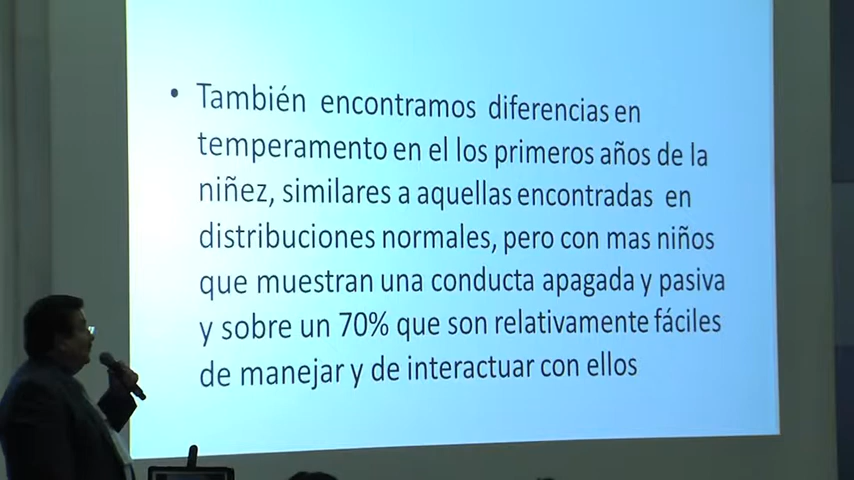 • También encontramos diferencias en
temperamento en el los primeros años de la
niñez, similares a aquellas encontradas en
distribuciones normales, pero con mas niños
que muestran una conducta apagada y pasiva
y sobre un 70% que son relativamente fáciles
de manejar y de interactuar con ellos